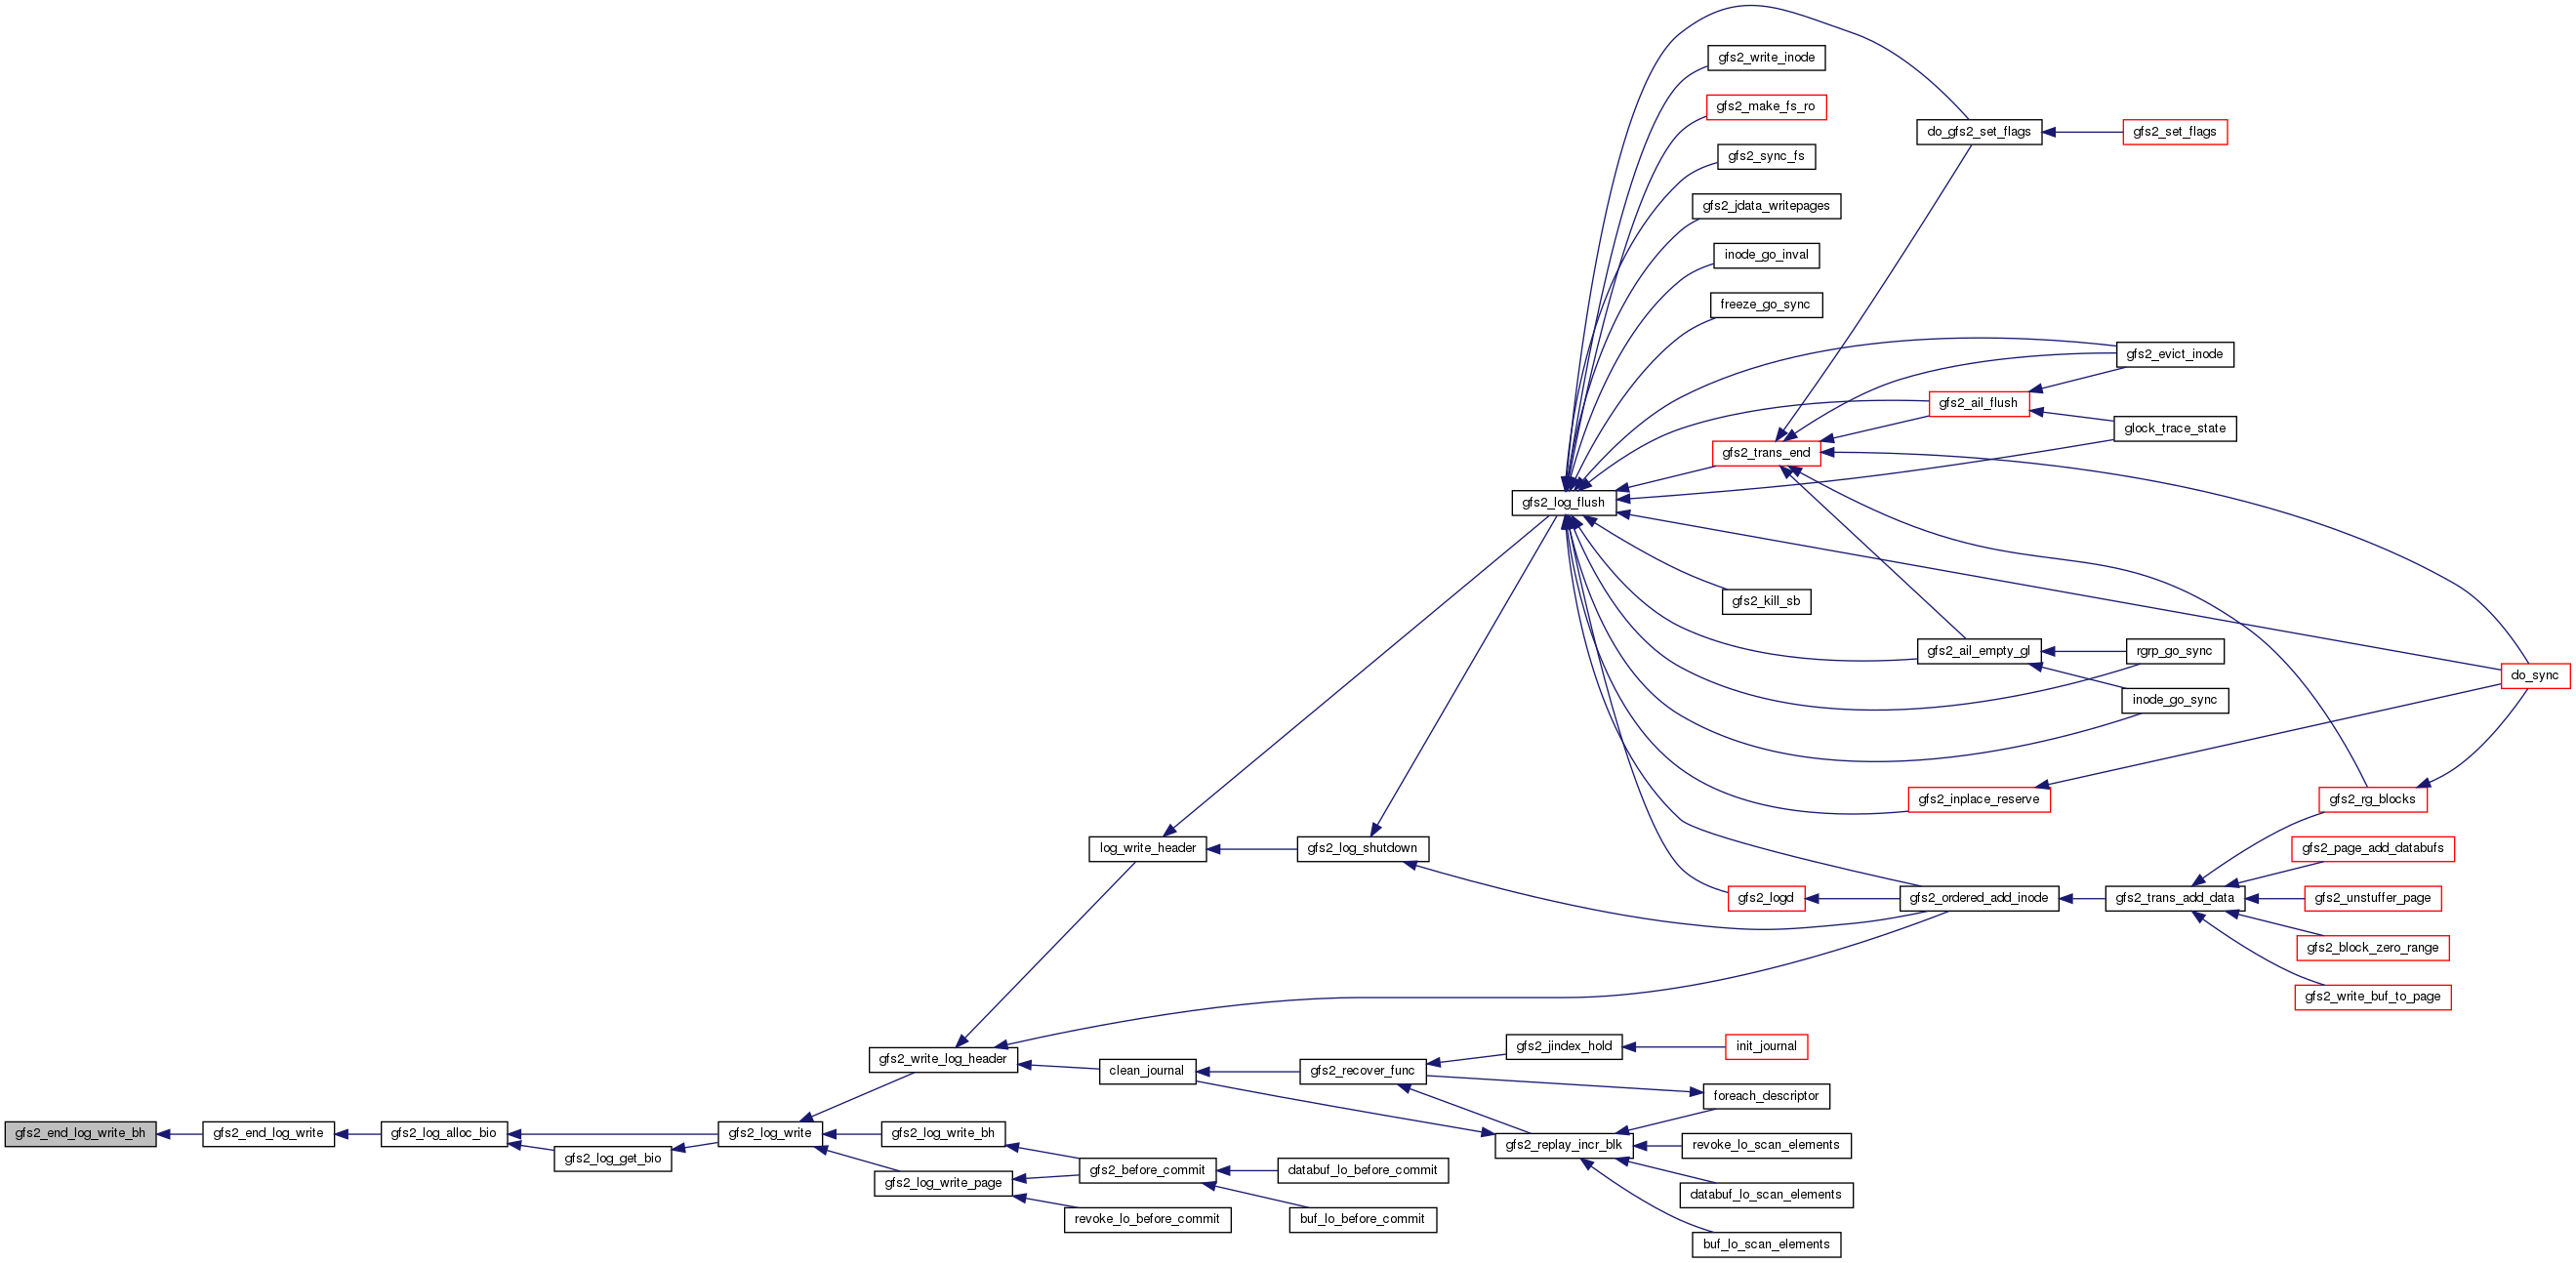 gfs2_write_inode
gfs2_make_fs_ro
do_gfs2_set_flags
gfs2_set_flags
gfs2_sync_fs
gfs2_jdata_writepages
inode_go_inval
freeze_go_sync
gfs2_evict_inode
gfs2_ail_flush
glock_trace_state
gfs2_trans_end
gfs2_log_flush
gfs2_kill_sb
gfs2_ail_empty_gl
rgrp_go_sync
do_sync
inode_go_sync
gfs2_inplace_reserve
gfs2_rg_blocks
log_write_header
gfs2_log_shutdown
gfs2_page_add_databufs
gfs2_logd
gfs2_ordered_add_inode
gfs2_trans_add_data
gfs2_unstuffer_page
gfs2_block_zero_range
gfs2_write_buf_to_page
gfs2_write_log_header
clean_journal
gfs2_recover_func
gfs2_jindex_hold
init_journal
foreach_descriptor
gfs2_end_log_write_bh
gfs2_end_log_write
gfs2_log_alloc_bio
gfs2_log_get_bio
gfs2_log_write
gfs2_log_write_bh
gfs2_replay_incr_blk
revoke_lo_scan_elements
gfs2_log_write_page
gfs2_before_commit
databuf_lo_before_commit
databuf_lo_scan_elements
revoke_lo_before_commit
buf_lo_before_commit
buf_lo_scan_elements